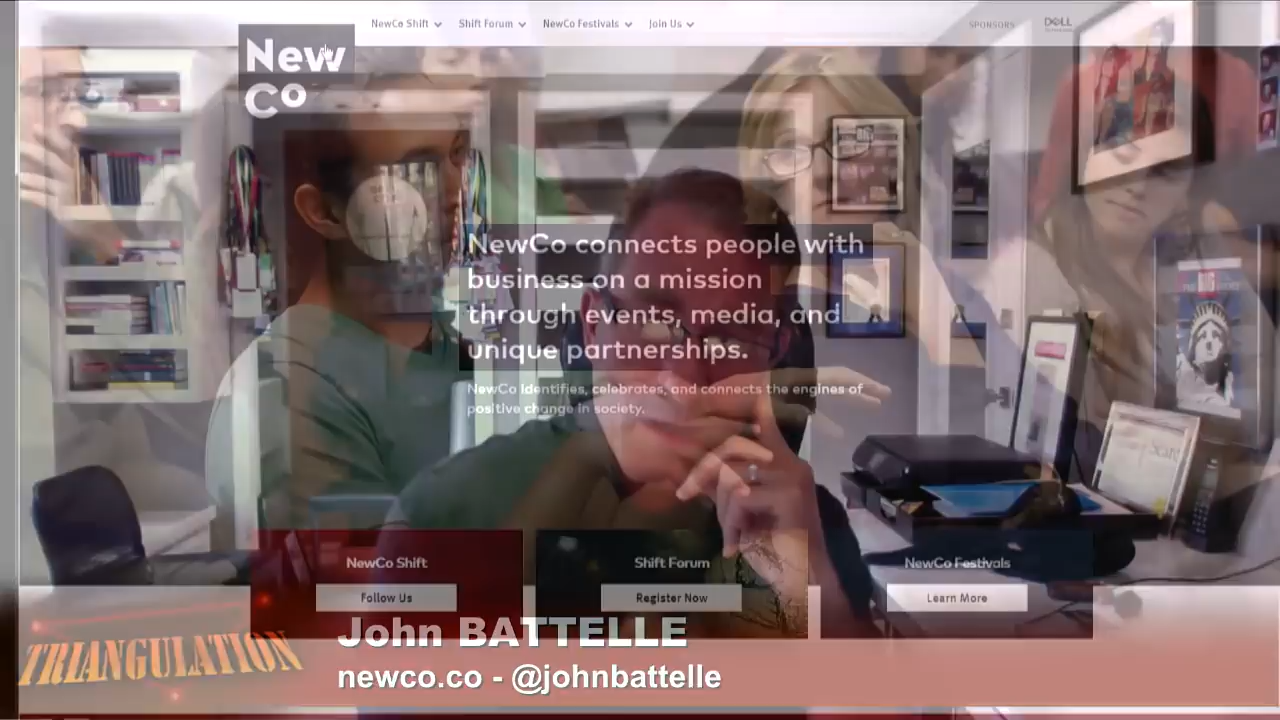 NewCo Shift
Shift Forum
NewCo Festivals
Join Us
SPONSORS
DELL
New
Co
NewCo connects people with
business on a mission
through events, media, and
unique partnerships.
NewCo identifies, celebrates, and connects the engines of
positive change in society.
NewCo Shift
Shift Forum
NewCo Festivals
Follow Us
Register Now
Learn More
TRIANGULATION
John BATTELLE
newco.co - @johnbattelle